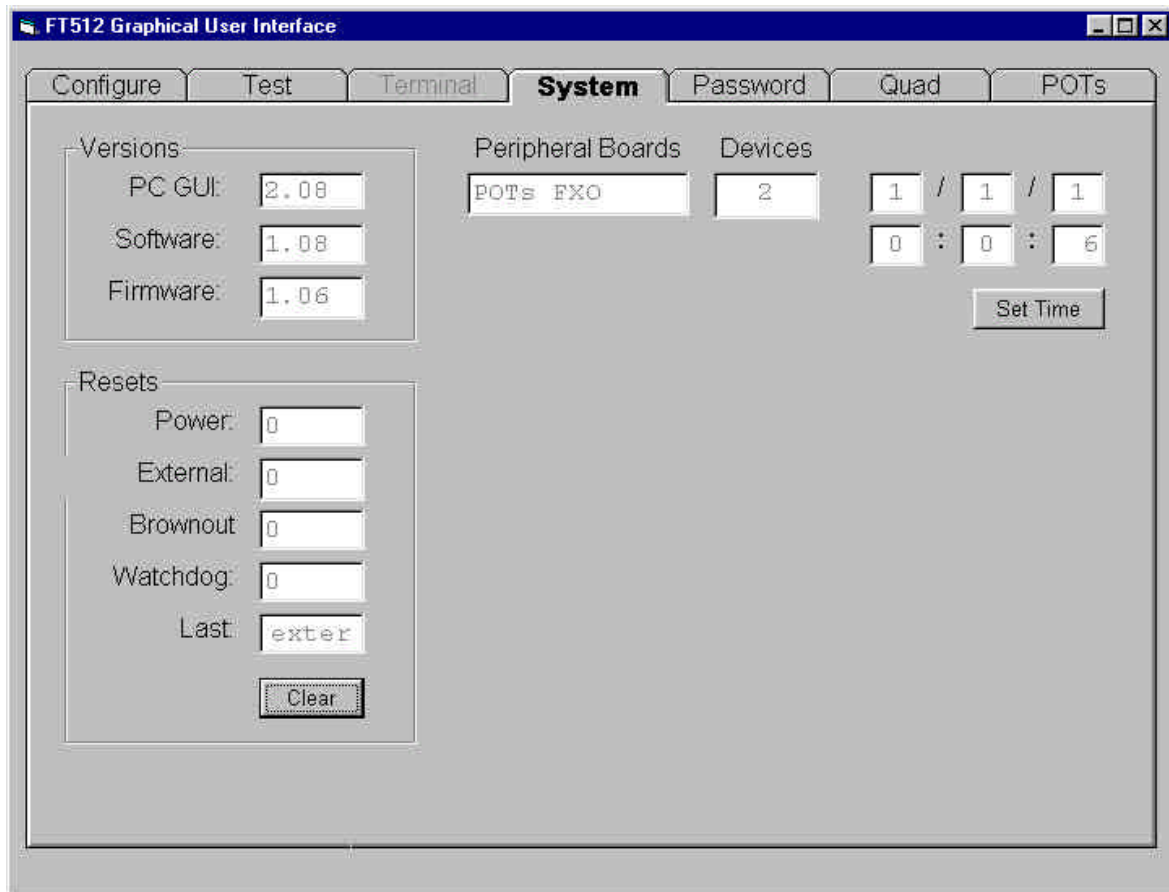 FT512 Graphical User Interface
Configure Test Terminal System Password Quad POTs
Versions
PC GUI: 2.08
Software: 1.08
Firmware: 1.06
Peripheral Boards Devices
POTs FXO 2
1 / 1 / 1
0 : 0 : 6
Set Time
Resets
Power: 0
External: 0
Brownout 0
Watchdog: 0
Last: exter
Clear